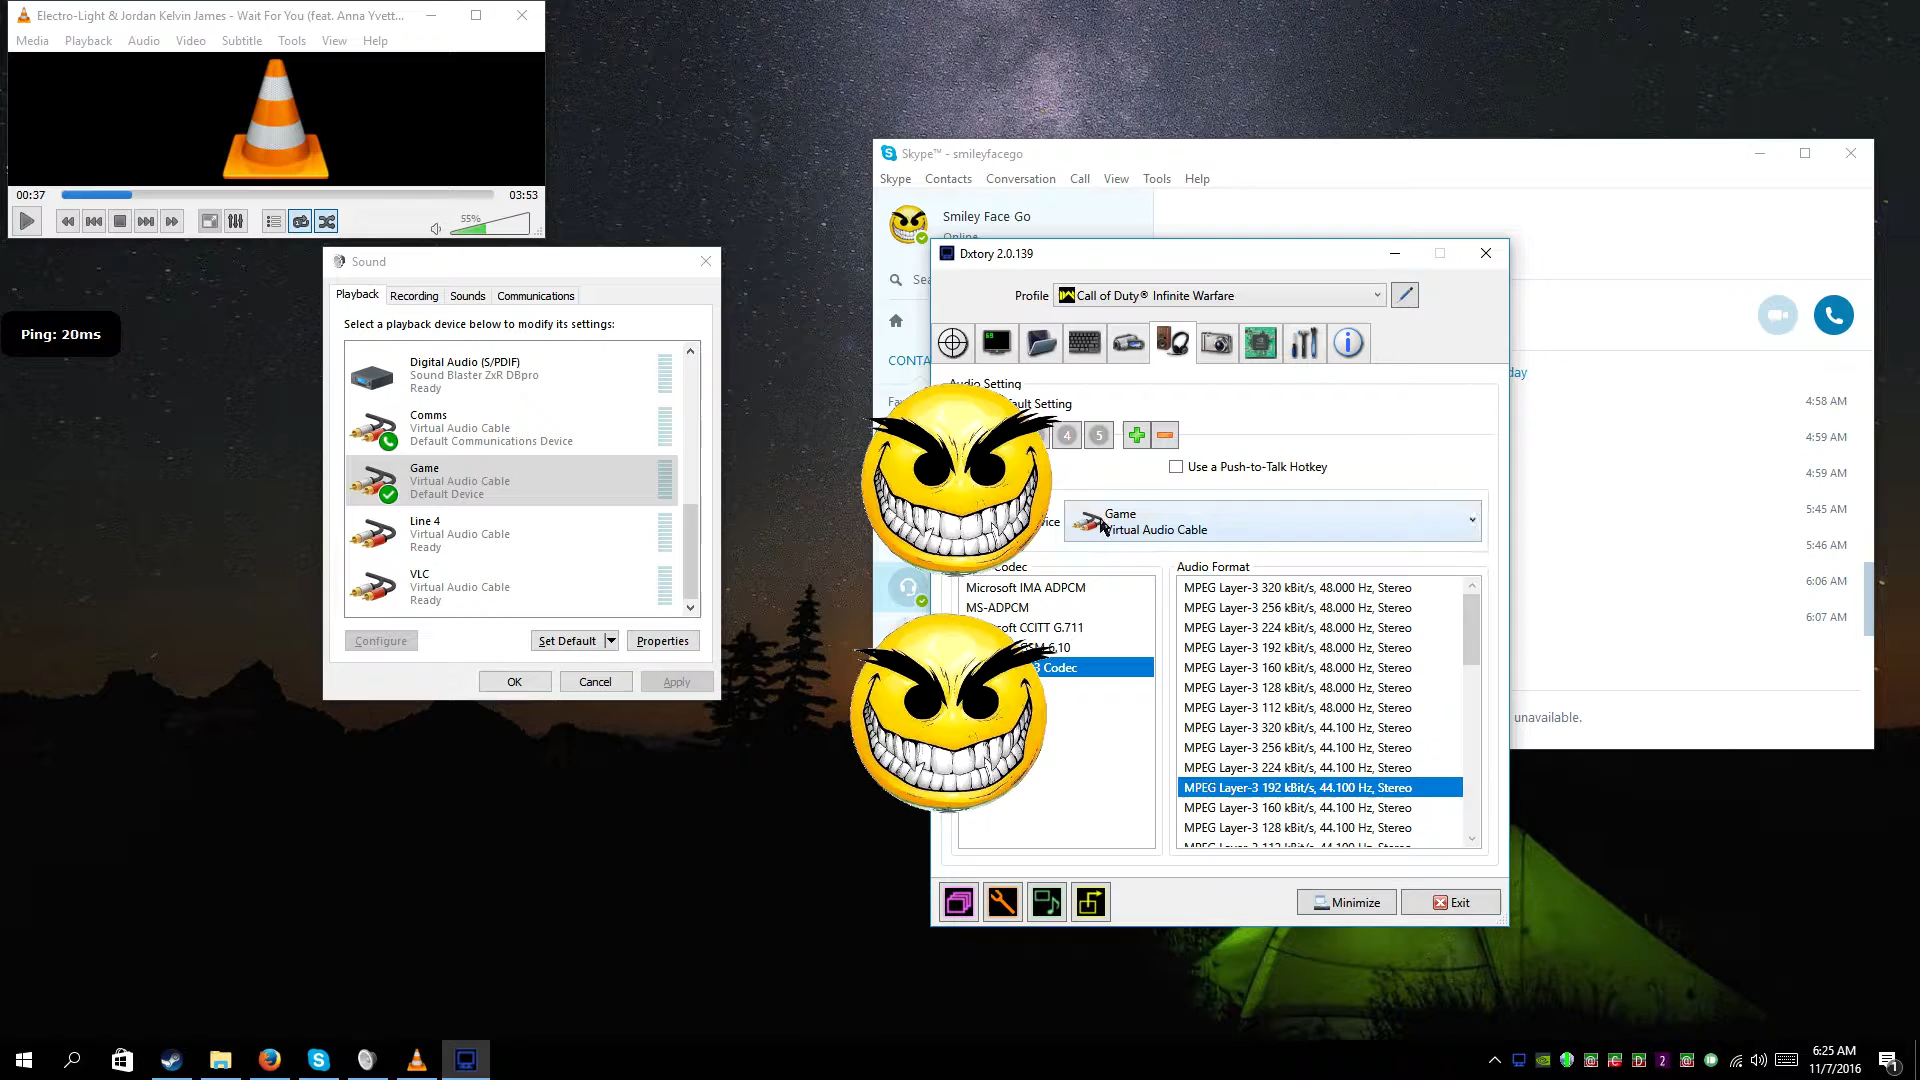 Electro-Light & Jordan Kelvin James - Wait For You (feat. Anna Yvett...
Media Playback Audio Video Subtitle Tools View Help
00:37 03:53
55%
Ping: 20ms
Sound
Playback Recording Sounds Communications
Select a playback device below to modify its settings:
Digital Audio (S/PDIF)
Sound Blaster ZxR DBpro
Ready
Comms
Virtual Audio Cable
Default Communications Device
Game
Virtual Audio Cable
Default Device
Line 4
Virtual Audio Cable
Ready
VLC
Virtual Audio Cable
Ready
Configure Set Default Properties
OK Cancel Apply
Skype™ - smileyfacego
Skype Contacts Conversation Call View Tools Help
Smiley Face Go
Online
Sea
CONTA
Fav
day
4:58 AM
4:59 AM
4:59 AM
5:45 AM
5:46 AM
6:06 AM
6:07 AM
unavailable.
Dxtory 2.0.139
Profile Call of Duty® Infinite Warfare
69
Audio Setting
ault Setting
4 5
Use a Push-to-Talk Hotkey
vice Game
Virtual Audio Cable
Codec
Microsoft IMA ADPCM
MS-ADPCM
soft CCITT G.711
SM 6.10
3 Codec
Audio Format
MPEG Layer-3 320 kBit/s, 48.000 Hz, Stereo
MPEG Layer-3 256 kBit/s, 48.000 Hz, Stereo
MPEG Layer-3 224 kBit/s, 48.000 Hz, Stereo
MPEG Layer-3 192 kBit/s, 48.000 Hz, Stereo
MPEG Layer-3 160 kBit/s, 48.000 Hz, Stereo
MPEG Layer-3 128 kBit/s, 48.000 Hz, Stereo
MPEG Layer-3 112 kBit/s, 48.000 Hz, Stereo
MPEG Layer-3 320 kBit/s, 44.100 Hz, Stereo
MPEG Layer-3 256 kBit/s, 44.100 Hz, Stereo
MPEG Layer-3 224 kBit/s, 44.100 Hz, Stereo
MPEG Layer-3 192 kBit/s, 44.100 Hz, Stereo
MPEG Layer-3 160 kBit/s, 44.100 Hz, Stereo
MPEG Layer-3 128 kBit/s, 44.100 Hz, Stereo
MPEG Layer-3 112 kBit/s, 44.100 Hz, Stereo
Minimize Exit
2
6:25 AM
11/7/2016
1